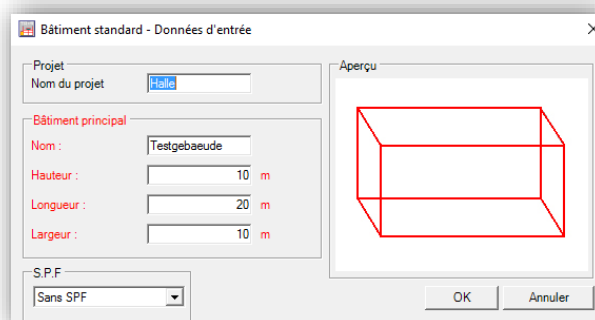 Bâtiment standard - Données d'entrée
Projet
Nom du projet Halle
Bâtiment principal
Nom : Testgebaeude
Hauteur : 10 m
Longueur : 20 m
Largeur : 10 m
S.P.F
Sans SPF
Aperçu
OK Annuler